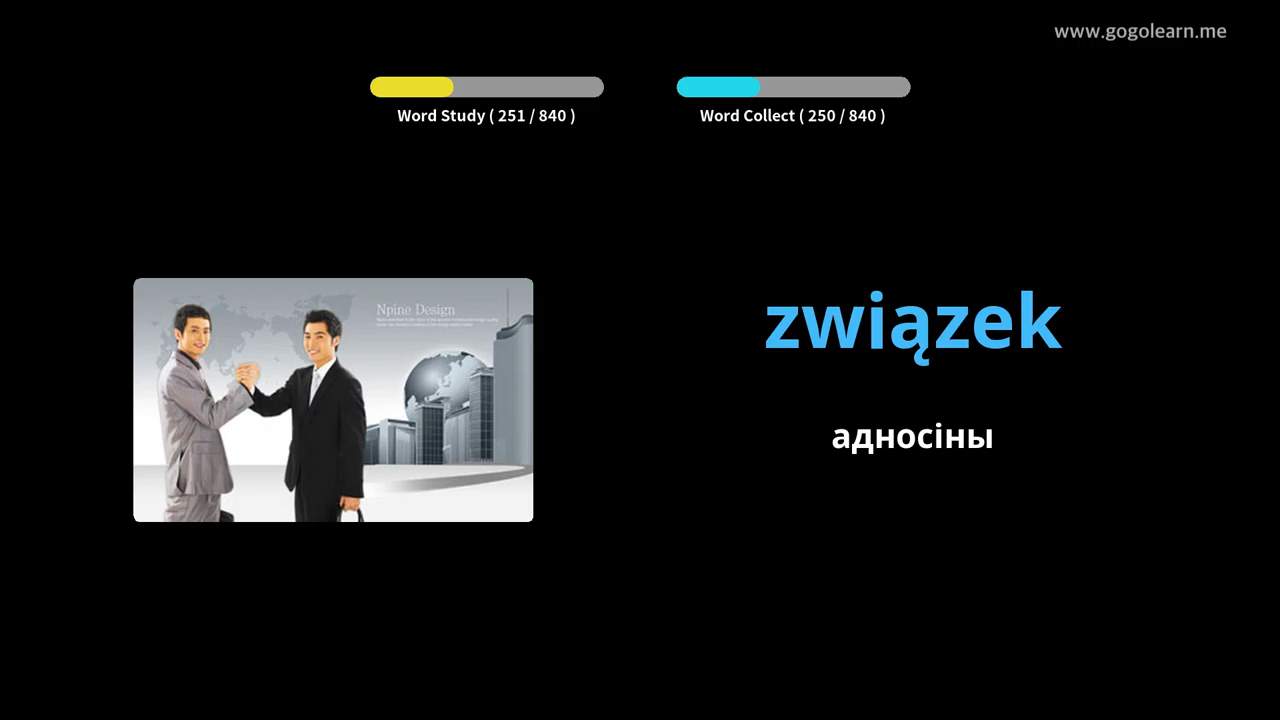 www.gogolearn.me
Word Study ( 251 / 840 )
Word Collect ( 250 / 840 )
Npine Design
związek
адносіны